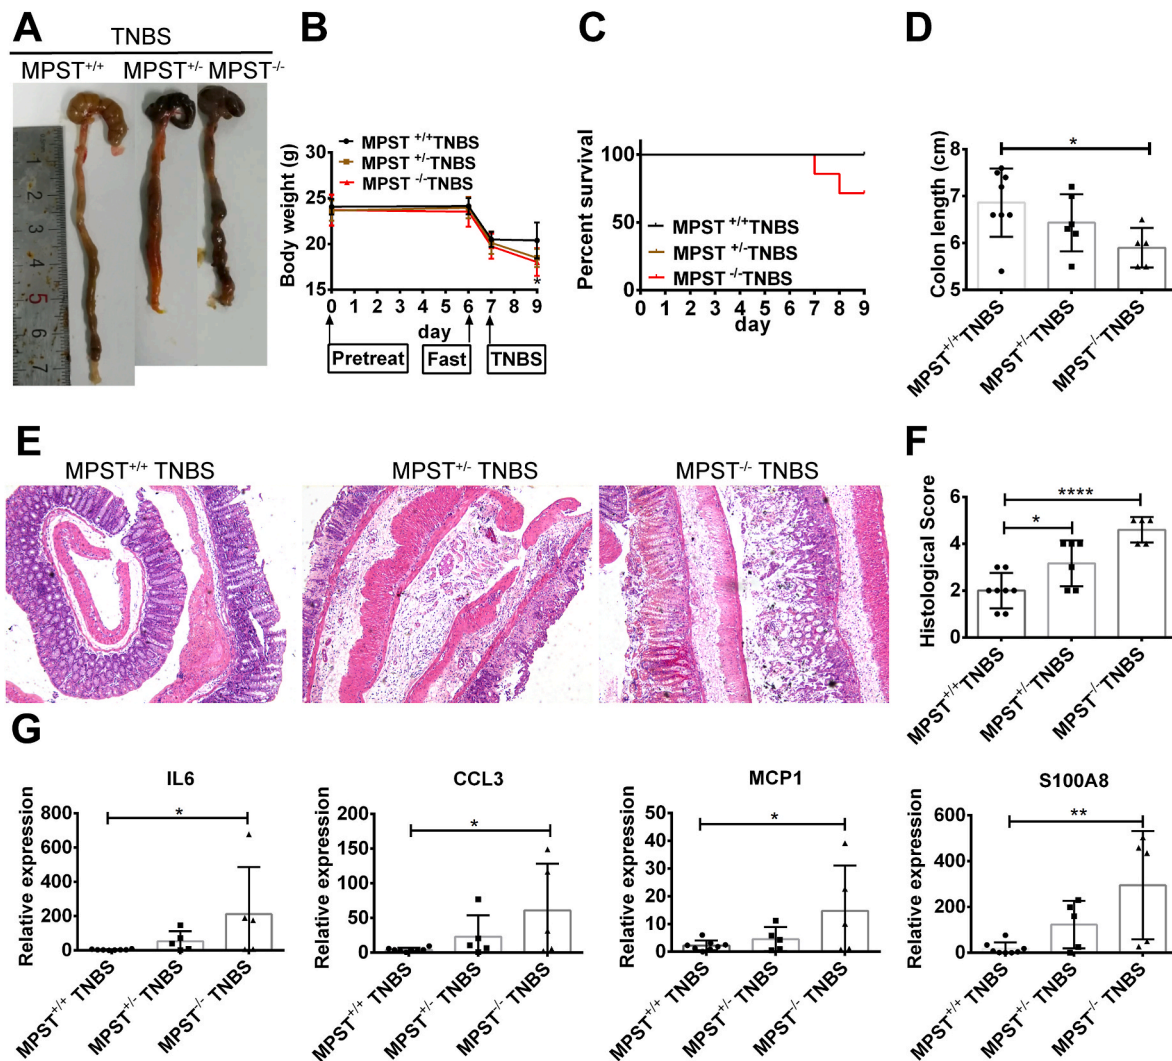 A
TNBS
MPST+/+ MPST+/- MPST-/-
1
2
3
4
5
6
7
B
MPST +/+TNBS
MPST +/-TNBS
MPST -/-TNBS
Body weight (g)
30
25
20
15
*
0 1 2 3 4 5 6 7 8 9
day
Pretreat Fast TNBS
C
Percent survival
100
50
0
MPST +/+TNBS
MPST +/-TNBS
MPST -/-TNBS
0 1 2 3 4 5 6 7 8 9
day
D
Colon length (cm)
8
7
6
5
*
MPST+/+TNBS
MPST+/-TNBS
MPST-/-TNBS
E
MPST+/+ TNBS
MPST+/- TNBS
MPST-/- TNBS
F
Histological Score
6
4
2
0
****
*
MPST+/+TNBS
MPST+/-TNBS
MPST-/-TNBS
G
IL6
Relative expression
800
600
400
200
0
*
MPST+/+ TNBS
MPST+/- TNBS
MPST-/- TNBS
CCL3
Relative expression
200
150
100
50
0
*
MPST+/+ TNBS
MPST+/- TNBS
MPST-/- TNBS
MCP1
Relative expression
50
40
30
20
10
0
*
MPST+/+ TNBS
MPST+/- TNBS
MPST-/- TNBS
S100A8
Relative expression
600
400
200
0
**
MPST+/+ TNBS
MPST+/- TNBS
MPST-/- TNBS